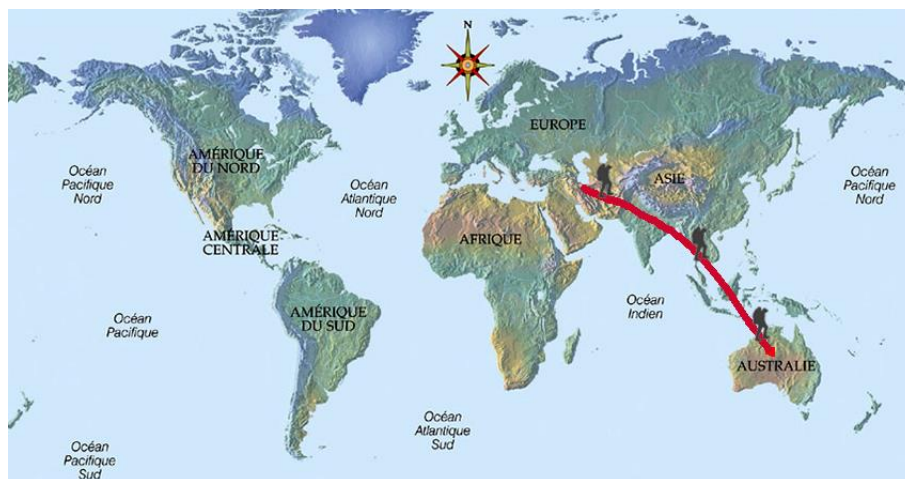 N
EUROPE
AMÉRIQUE
DU NORD
ASIE
Océan
Pacifique
Nord
Océan
Atlantique
Nord
Océan
Pacifique
Nord
AMÉRIQUE
CENTRALE
AFRIQUE
Océan
Indien
AMÉRIQUE
DU SUD
Océan
Pacifique
AUSTRALIE
Océan
Atlantique
Sud
Océan
Pacifique
Sud